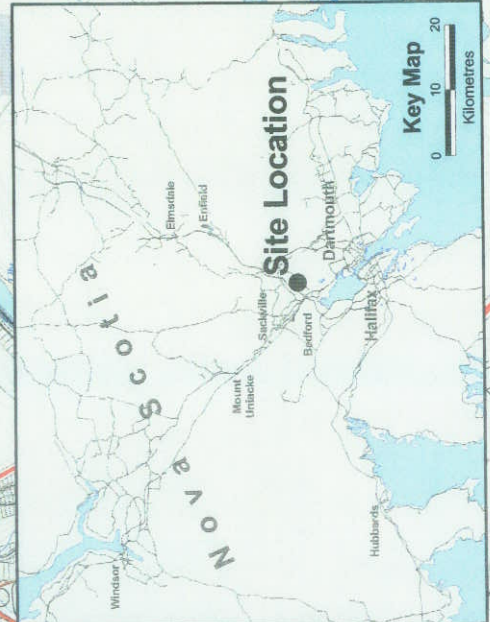 Nova Scotia
Windsor
Elmsdale
Enfield
Mount
Uniacke
Sackville
Site Location
Bedford
Dartmouth
Halifax
Hubbards
Key Map
0 10 20
Kilometres